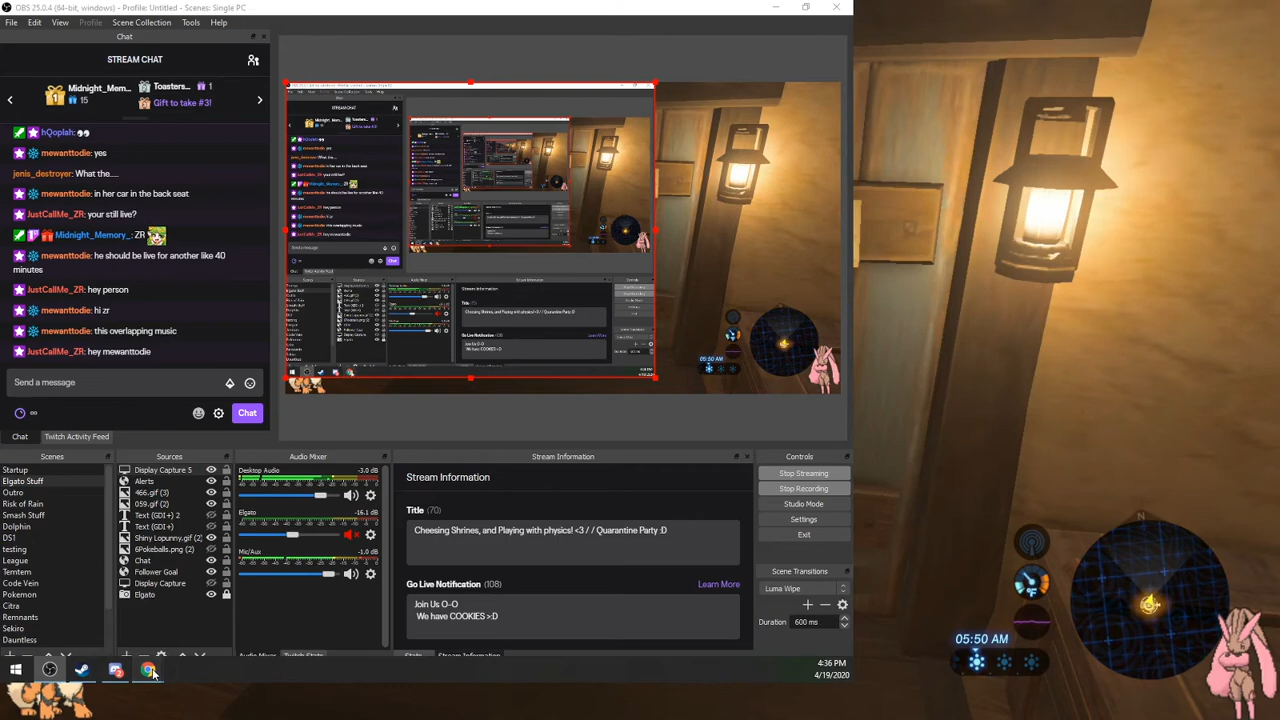 OBS 25.0.4 (64-bit, windows) - Profile: Untitled - Scenes: Single PC
File Edit View Profile Scene Collection Tools Help
Chat
STREAM CHAT
Midnight_Mem...
15
Toasters... 1
Gift to take #3!
hQoplah:
mewanttodie: yes
jenis_destroyer: What the....
mewanttodie: in her car in the back seat
JustCallMe_ZR: your still live?
Midnight_Memory_: ZR
mewanttodie: he should be live for another like 40
minutes
JustCallMe_ZR: hey person
mewanttodie: hi zr
mewanttodie: this overlapping music
JustCallMe_ZR: hey mewanttodie
Send a message
∞
Chat
Chat Twitch Activity Feed
Scenes
Startup
Elgato Stuff
Outro
Risk of Rain
Smash Stuff
Dolphin
DS1
testing
League
Temtem
Code Vein
Pokemon
Citra
Remnants
Sekiro
Dauntless
Sources
Display Capture 5
Alerts
466.gif (3)
059.gif (2)
Text (GDI+) 2
Text (GDI+)
Shiny Lopunny.gif (2)
6Pokeballs.png (2)
Chat
Follower Goal
Display Capture
Elgato
Audio Mixer
Desktop Audio -3.0 dB
Elgato -16.1 dB
Mic/Aux -1.0 dB
Audio Mixer Twitch Stats
Stream Information
Stream Information
Title (70)
Cheesing Shrines, and Playing with physics! <3 / / Quarantine Party :D
Go Live Notification (108)
Learn More
Join Us O-O
We have COOKIES >:D
Stats Stream Information
Controls
Stop Streaming
Stop Recording
Studio Mode
Settings
Exit
Scene Transitions
Luma Wipe
Duration 600 ms
4:36 PM
4/19/2020
N
°F
05:50 AM